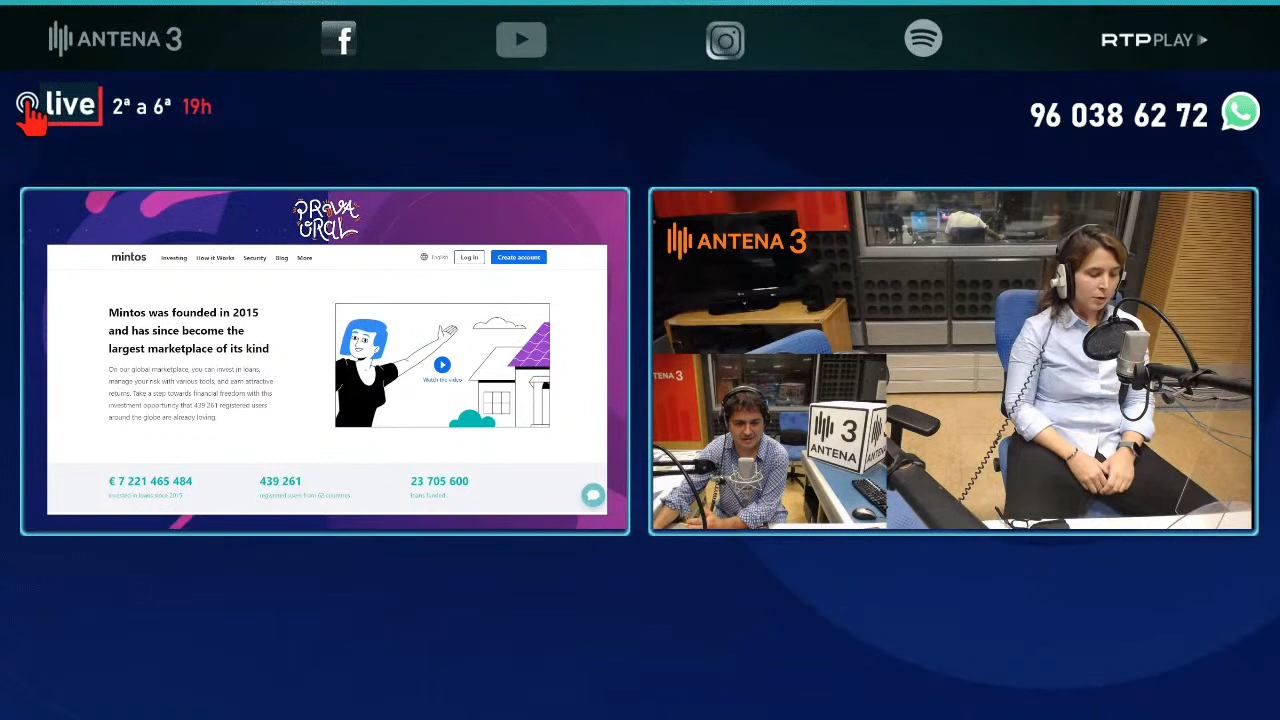 ANTENA 3
f
RTP PLAY
live 2ª a 6ª 19h
96 038 62 72
PROVA
ORAL
mintos Investing How it Works Security Blog More English Log in Create account
Mintos was founded in 2015
and has since become the
largest marketplace of its kind
On our global marketplace, you can invest in loans,
manage your risk with various tools, and earn attractive
returns. Take a step towards financial freedom with this
investment opportunity that 439 261 registered users
around the globe are already loving.
Watch the video
€ 7 221 465 484
invested in loans since 2015
439 261
registered users from 63 countries
23 705 600
loans funded
ANTENA 3
TENA 3
3
ANTENA
ANTENA